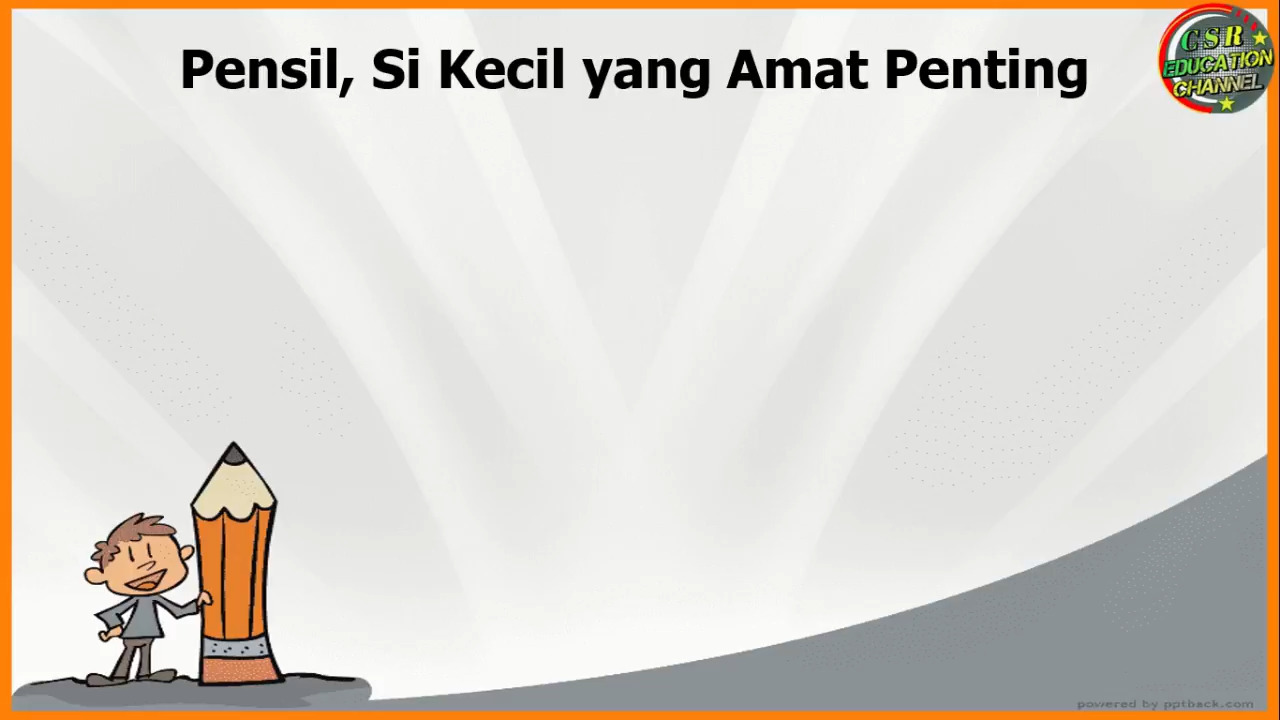 Pensil, Si Kecil yang Amat Penting
CSR
EDUCATION
CHANNEL
powered by pptback.com